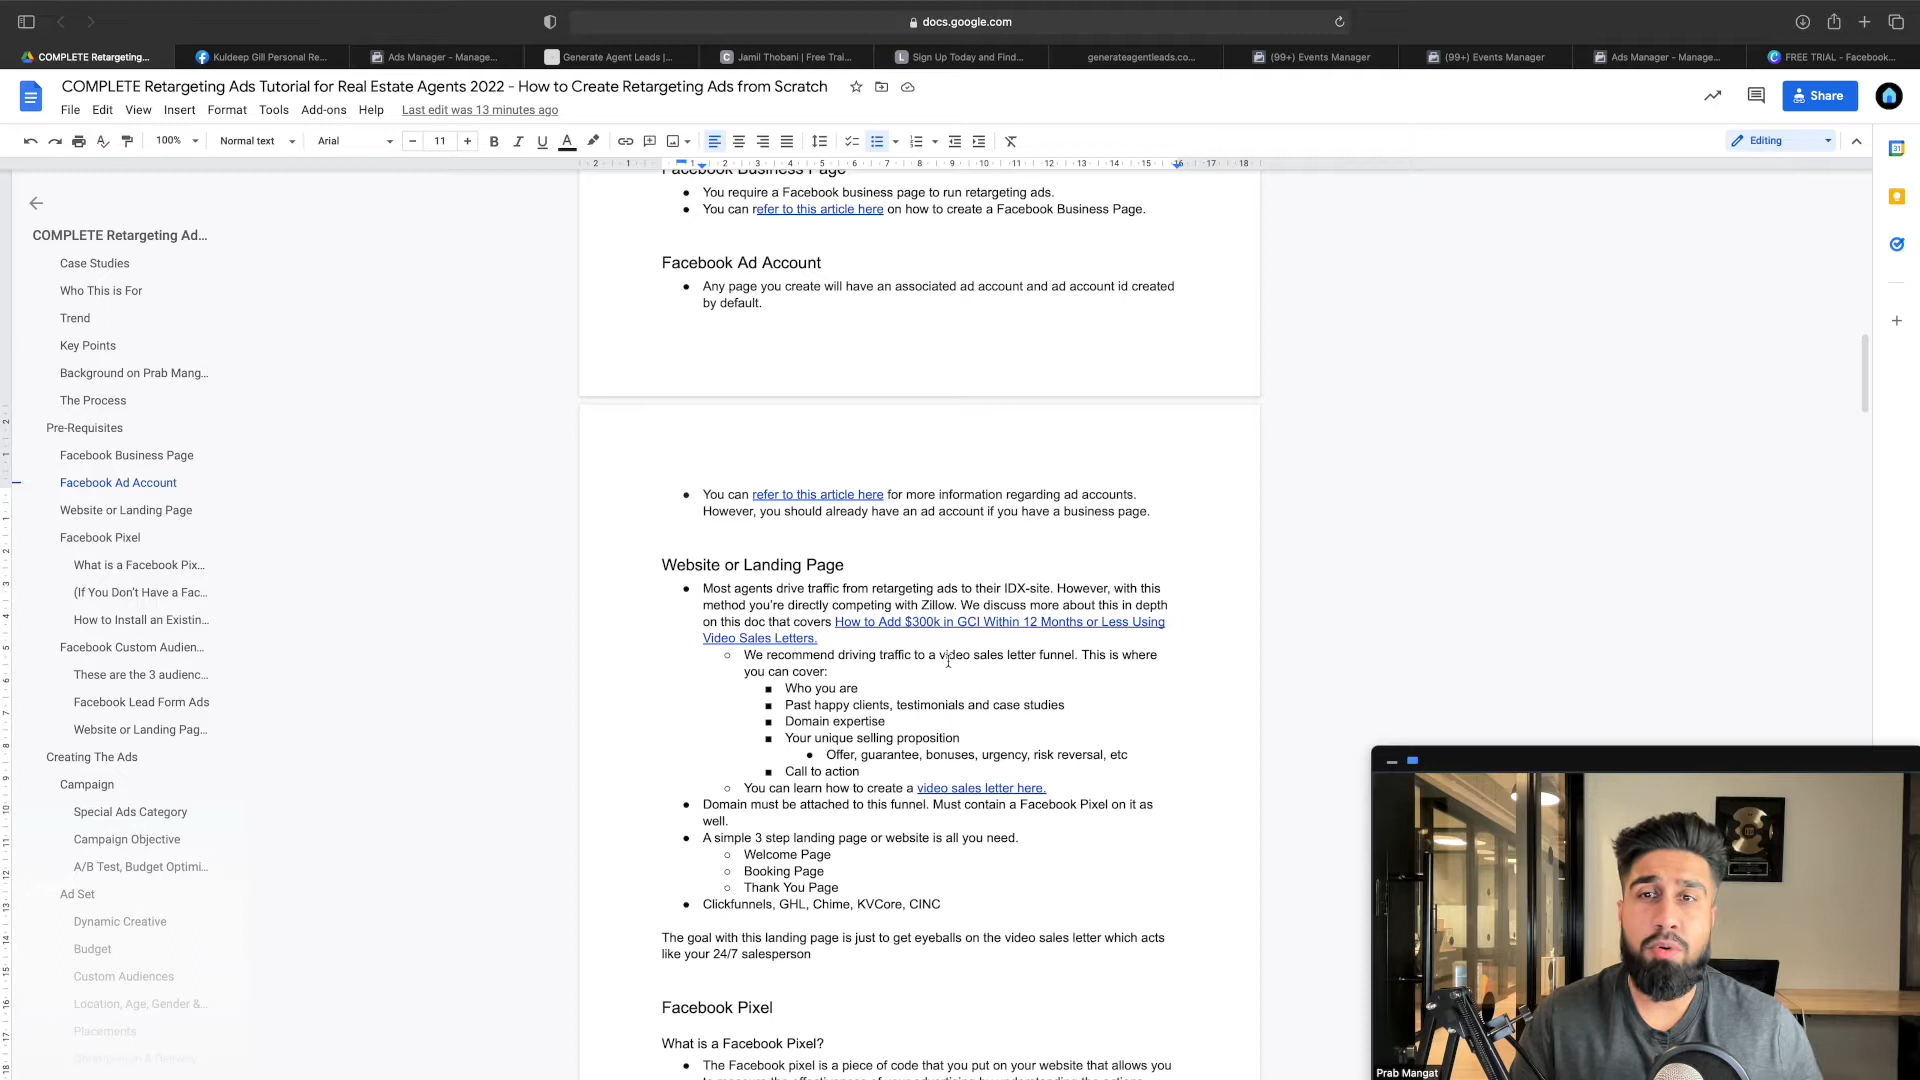 docs.google.com
COMPLETE Retargeting...
Kuldeep Gill Personal Re...
Ads Manager - Manage...
Generate Agent Leads |...
Jamil Thobani | Free Trai...
Sign Up Today and Find...
generateagentleads.co...
(99+) Events Manager
(99+) Events Manager
Ads Manager - Manage...
FREE TRIAL - Facebook...
COMPLETE Retargeting Ads Tutorial for Real Estate Agents 2022 - How to Create Retargeting Ads from Scratch
Share
File Edit View Insert Format Tools Add-ons Help Last edit was 13 minutes ago
100% Normal text Arial 11 Editing
COMPLETE Retargeting Ad...
Case Studies
Who This is For
Trend
Key Points
Background on Prab Mang...
The Process
Pre-Requisites
Facebook Business Page
Facebook Ad Account
Website or Landing Page
Facebook Pixel
What is a Facebook Pix...
(If You Don't Have a Fac...
How to Install an Existin...
Facebook Custom Audien...
These are the 3 audienc...
Facebook Lead Form Ads
Website or Landing Pag...
Creating The Ads
Campaign
Special Ads Category
Campaign Objective
A/B Test, Budget Optimi...
Ad Set
Dynamic Creative
Budget
Custom Audiences
Location, Age, Gender &...
Placements
Facebook Business Page
● You require a Facebook business page to run retargeting ads.
● You can refer to this article here on how to create a Facebook Business Page.
Facebook Ad Account
● Any page you create will have an associated ad account and ad account id created
by default.
● You can refer to this article here for more information regarding ad accounts.
However, you should already have an ad account if you have a business page.
Website or Landing Page
● Most agents drive traffic from retargeting ads to their IDX-site. However, with this
method you're directly competing with Zillow. We discuss more about this in depth
on this doc that covers How to Add $300k in GCI Within 12 Months or Less Using
Video Sales Letters.
○ We recommend driving traffic to a video sales letter funnel. This is where
you can cover:
■ Who you are
■ Past happy clients, testimonials and case studies
■ Domain expertise
■ Your unique selling proposition
● Offer, guarantee, bonuses, urgency, risk reversal, etc
■ Call to action
○ You can learn how to create a video sales letter here.
● Domain must be attached to this funnel. Must contain a Facebook Pixel on it as
well.
● A simple 3 step landing page or website is all you need.
○ Welcome Page
○ Booking Page
○ Thank You Page
● Clickfunnels, GHL, Chime, KVCore, CINC
The goal with this landing page is just to get eyeballs on the video sales letter which acts
like your 24/7 salesperson
Facebook Pixel
What is a Facebook Pixel?
● The Facebook pixel is a piece of code that you put on your website that allows you
Prab Mangat